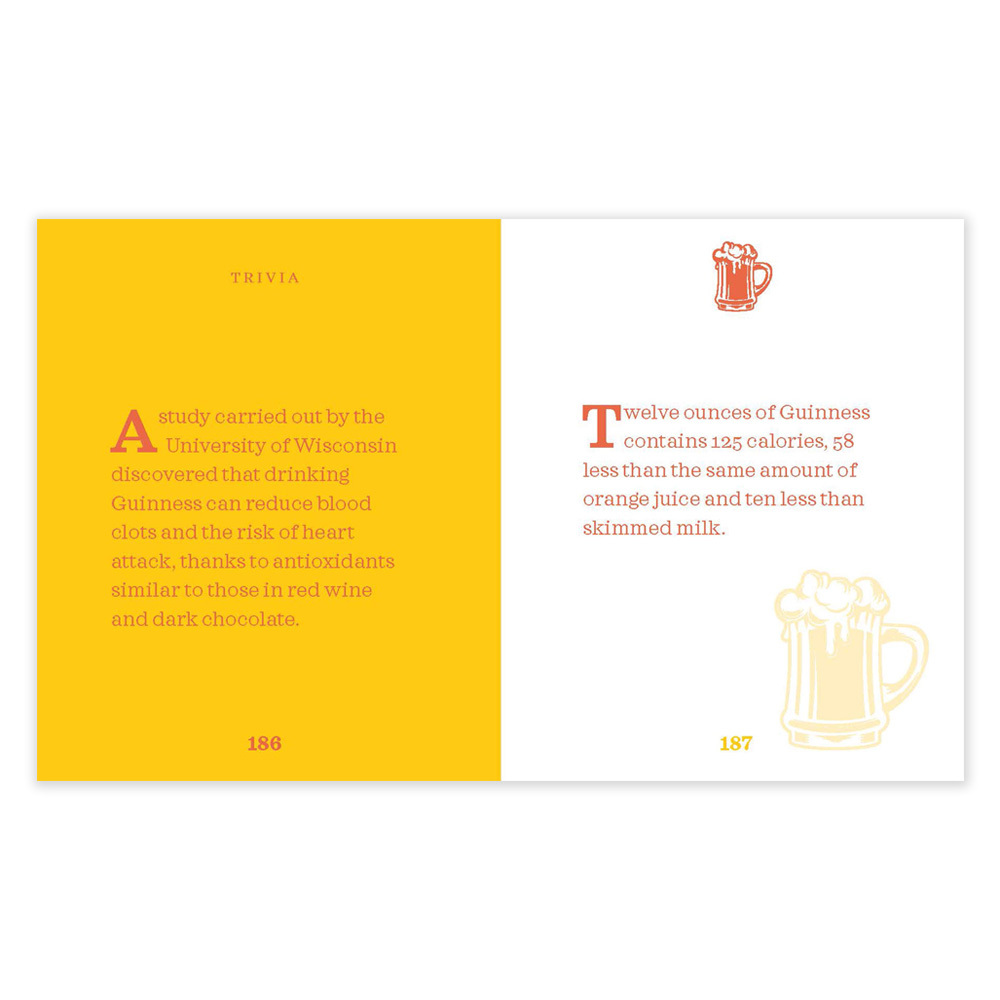 TRIVIA
A study carried out by the
University of Wisconsin
discovered that drinking
Guinness can reduce blood
clots and the risk of heart
attack, thanks to antioxidants
similar to those in red wine
and dark chocolate.
186
Twelve ounces of Guinness
contains 125 calories, 58
less than the same amount of
orange juice and ten less than
skimmed milk.
187